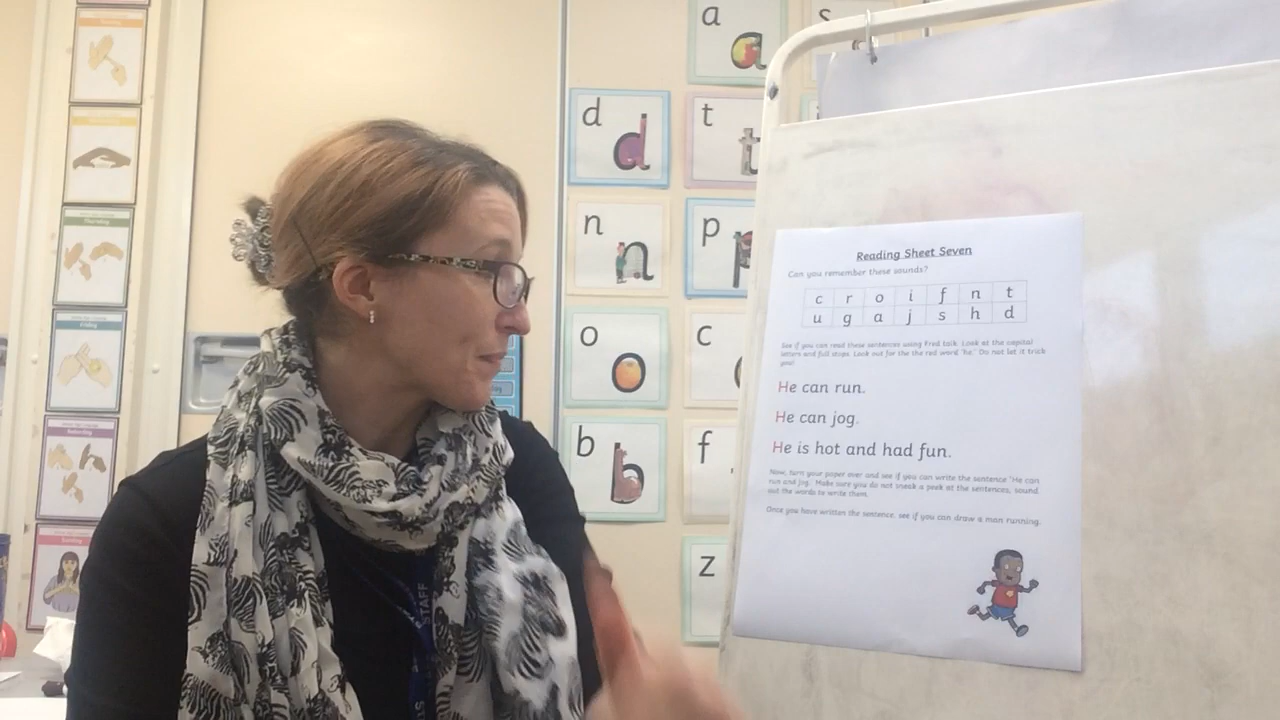 Thursday
Friday
Saturday
a
s
d
t
n
p
o
c
b
f
z
STAFF
Reading Sheet Seven
Can you remember these sounds?
c r o i f n t
u g a j s h d
See if you can read these sentences using Fred talk. Look at the capital
letters and full stops. Look out for the the red word "he." Do not let it trick
you!
He can run.
He can jog.
He is hot and had fun.
Now, turn your paper over and see if you can write the sentence "He can
run and jog. Make sure you do not sneak a peek at the sentences, sound
out the words to write them.
Once you have written the sentence, see if you can draw a man running.